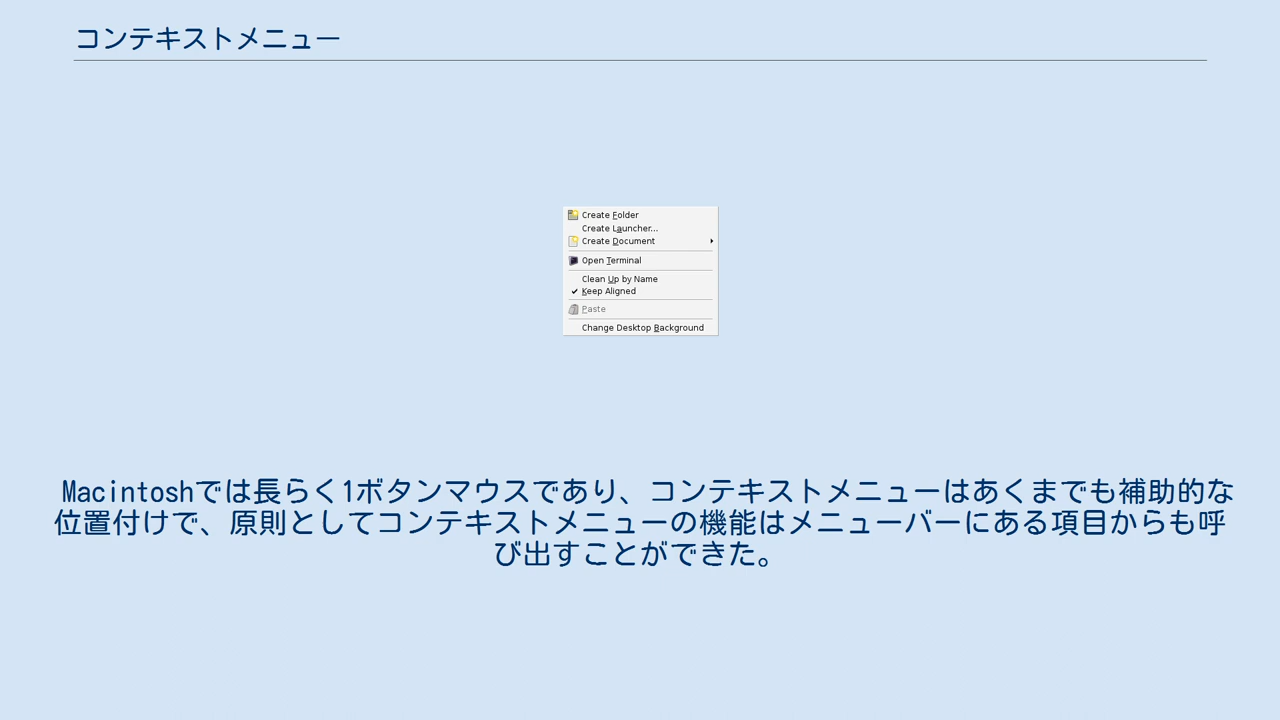 コンテキストメニュー
Create Folder
Create Launcher...
Create Document
Open Terminal
Clean Up by Name
Keep Aligned
Paste
Change Desktop Background
Macintoshでは長らく1ボタンマウスであり、コンテキストメニューはあくまでも補助的な
位置付けで、原則としてコンテキストメニューの機能はメニューバーにある項目からも呼
び出すことができた。